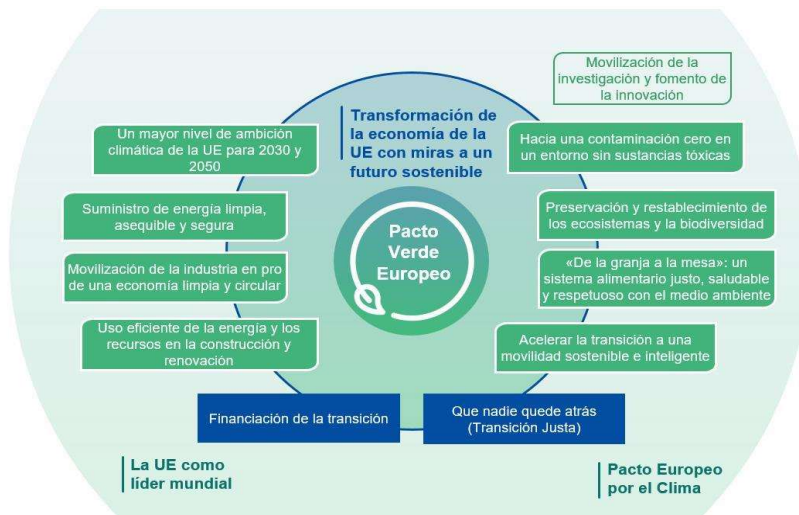 Movilización de la
investigación y fomento de
la innovación
Transformación de
la economía de la
UE con miras a un
futuro sostenible
Un mayor nivel de ambición
climática de la UE para 2030 y
2050
Hacia una contaminación cero en
un entorno sin sustancias tóxicas
Suministro de energía limpia,
asequible y segura
Preservación y restablecimiento de
los ecosistemas y la biodiversidad
Pacto
Verde
Europeo
Movilización de la industria en pro
de una economía limpia y circular
«De la granja a la mesa»: un
sistema alimentario justo, saludable
y respetuoso con el medio ambiente
Uso eficiente de la energía y los
recursos en la construcción y
renovación
Acelerar la transición a una
movilidad sostenible e inteligente
Financiación de la transición
Que nadie quede atrás
(Transición Justa)
La UE como
líder mundial
Pacto Europeo
por el Clima